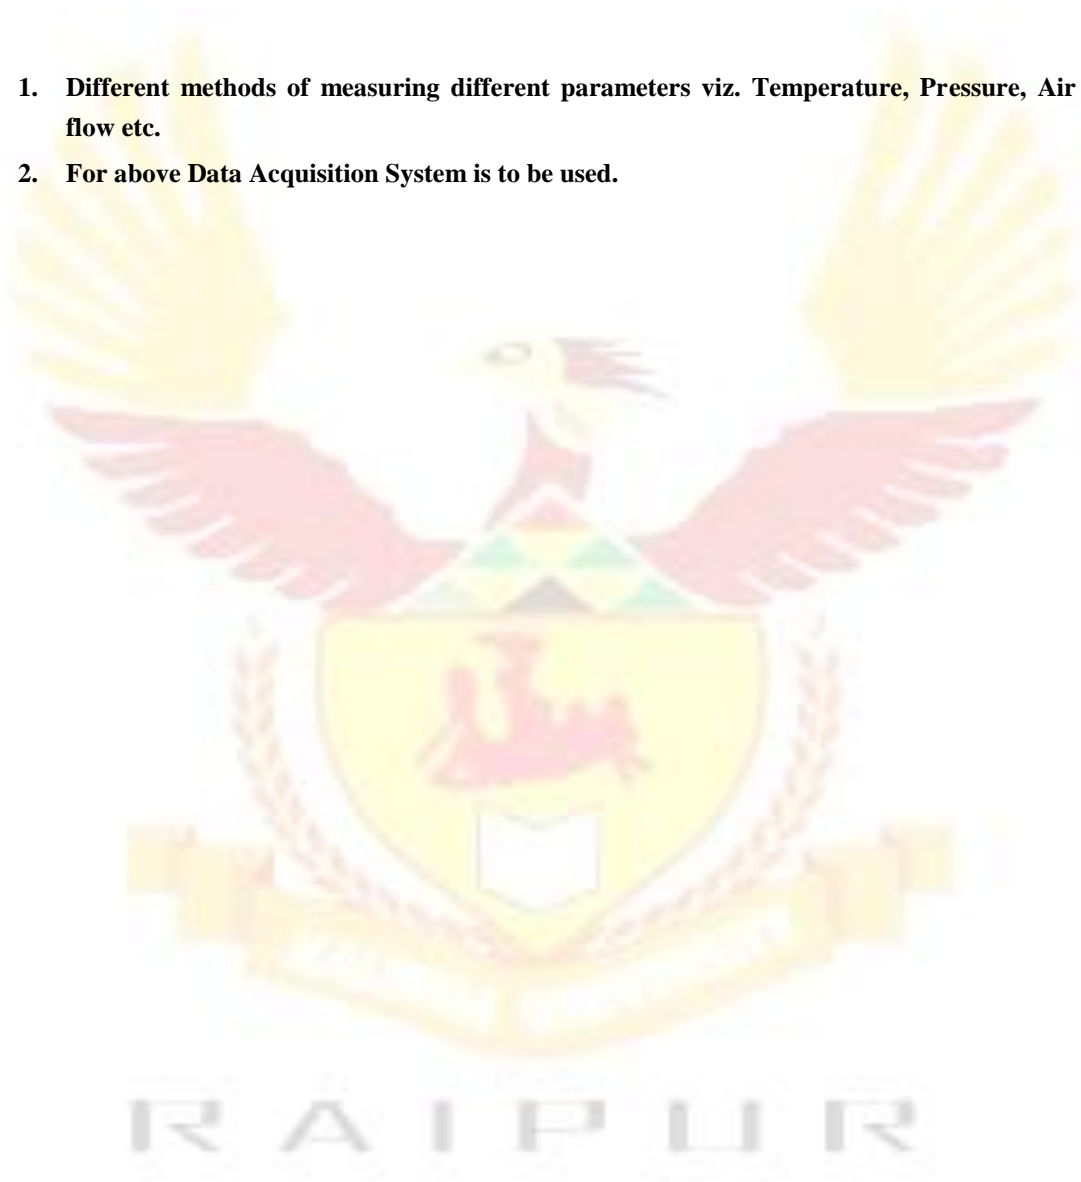 1. Different methods of measuring different parameters viz. Temperature, Pressure, Air
flow etc.
2. For above Data Acquisition System is to be used.
RAIPUR